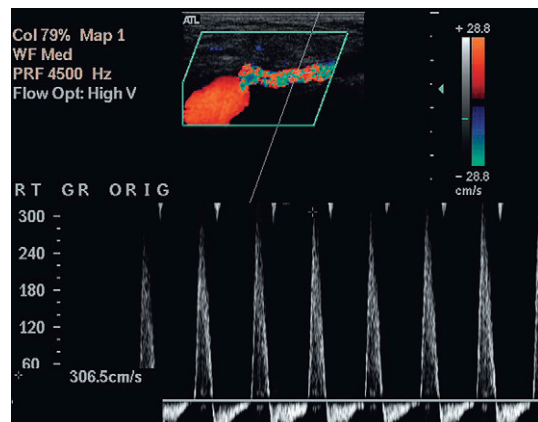 ATL
Col 79% Map 1
WF Med
PRF 4500 Hz
Flow Opt: High V
+ 28.8
- 28.8
cm/s
RT GR ORIG
300
240
180
120
60
306.5cm/s